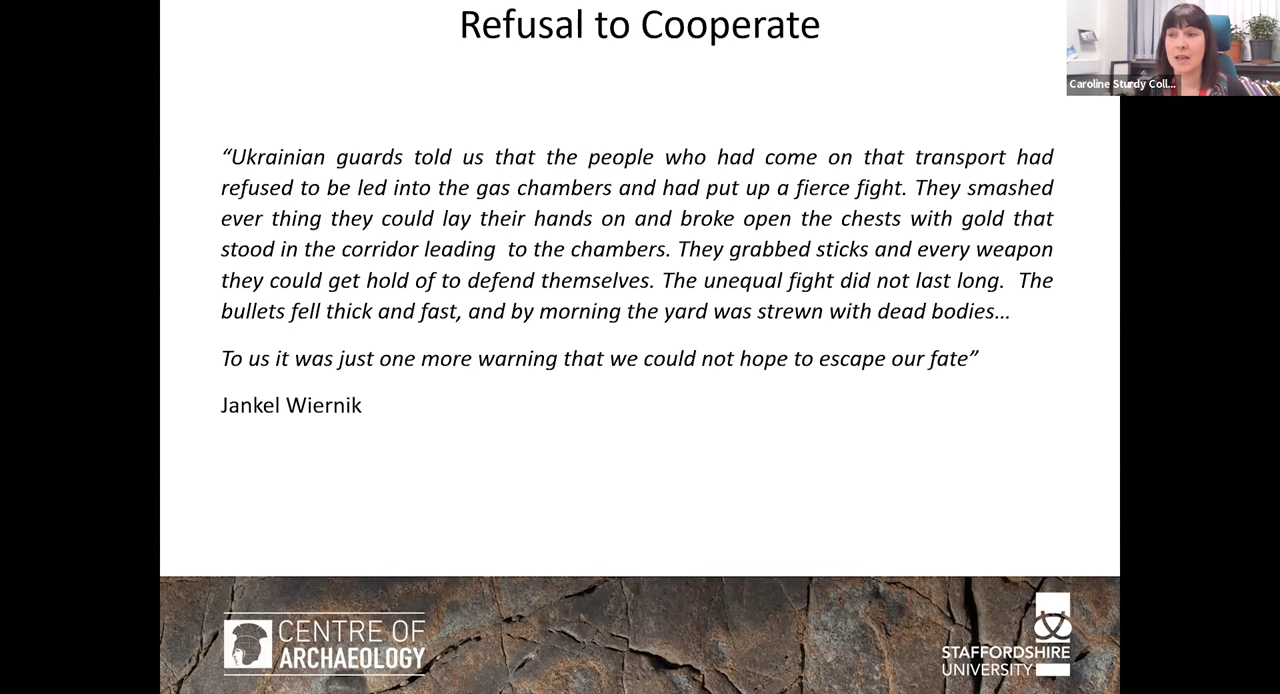 Refusal to Cooperate
Caroline Sturdy Coll...
“Ukrainian guards told us that the people who had come on that transport had
refused to be led into the gas chambers and had put up a fierce fight. They smashed
ever thing they could lay their hands on and broke open the chests with gold that
stood in the corridor leading  to the chambers. They grabbed sticks and every weapon
they could get hold of to defend themselves. The unequal fight did not last long.  The
bullets fell thick and fast, and by morning the yard was strewn with dead bodies…
To us it was just one more warning that we could not hope to escape our fate”
Jankel Wiernik
CENTRE OF
ARCHAEOLOGY
STAFFORDSHIRE
UNIVERSITY